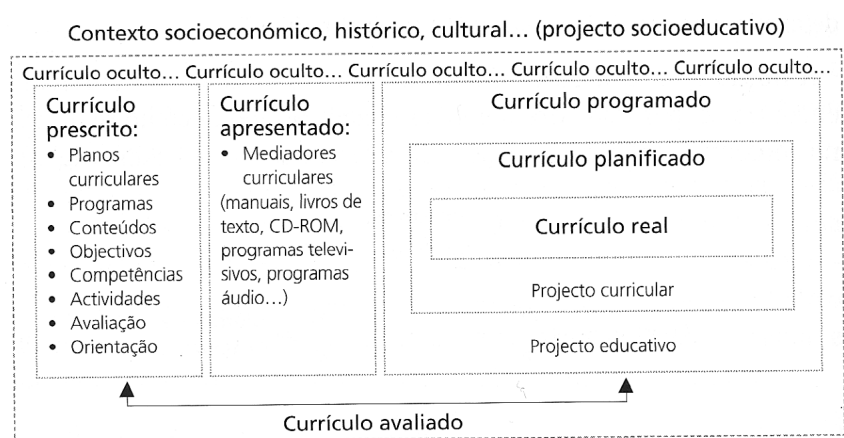 Contexto socioeconómico, histórico, cultural... (projecto socioeducativo)
Currículo oculto... Currículo oculto... Currículo oculto... Currículo oculto... Currículo oculto...
Currículo
prescrito:
• Planos
curriculares
• Programas
• Conteúdos
• Objectivos
• Competências
• Actividades
• Avaliação
• Orientação
Currículo
apresentado:
• Mediadores
curriculares
(manuais, livros de
texto, CD-ROM,
programas televi-
sivos, programas
áudio...)
Currículo programado
Currículo planificado
Currículo real
Projecto curricular
Projecto educativo
Currículo avaliado